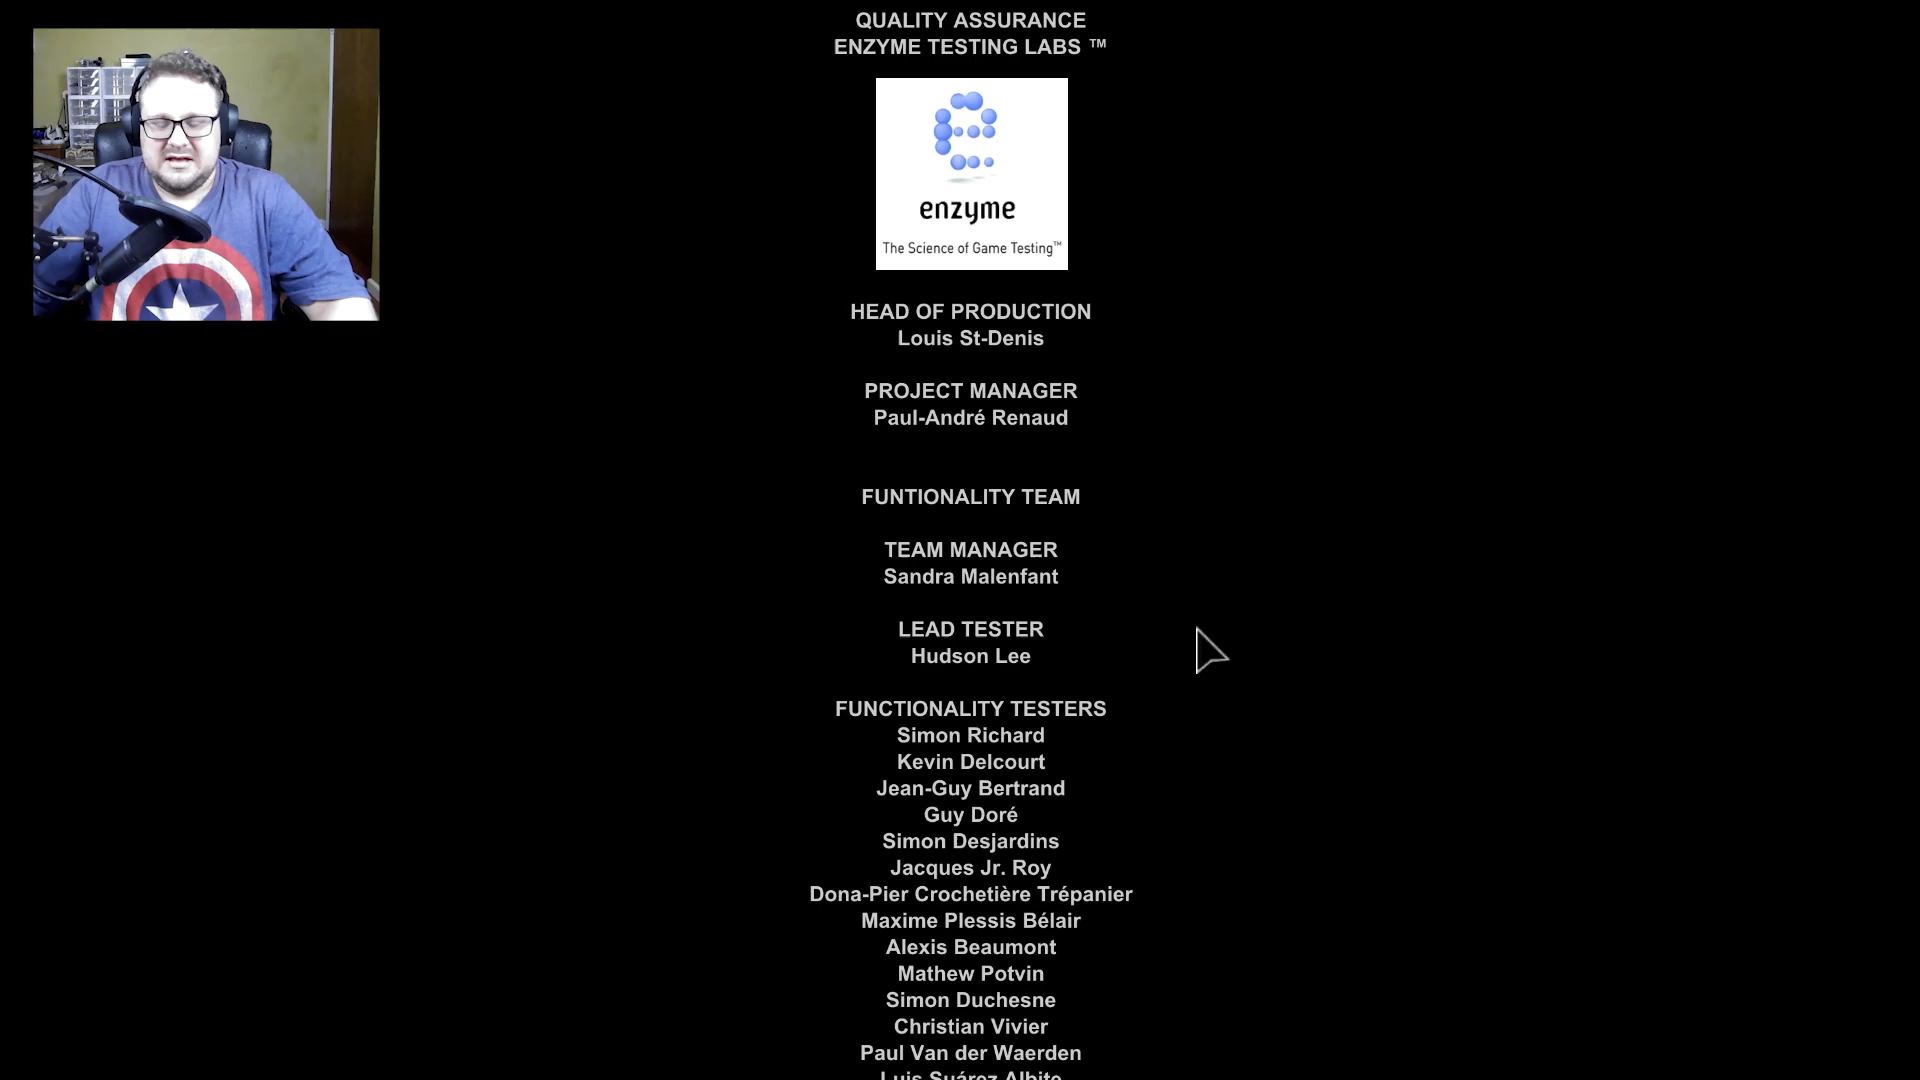 QUALITY ASSURANCE
ENZYME TESTING LABS ™
enzyme
The Science of Game Testing™
HEAD OF PRODUCTION
Louis St-Denis
PROJECT MANAGER
Paul-André Renaud
FUNTIONALITY TEAM
TEAM MANAGER
Sandra Malenfant
LEAD TESTER
Hudson Lee
FUNCTIONALITY TESTERS
Simon Richard
Kevin Delcourt
Jean-Guy Bertrand
Guy Doré
Simon Desjardins
Jacques Jr. Roy
Dona-Pier Crochetière Trépanier
Maxime Plessis Bélair
Alexis Beaumont
Mathew Potvin
Simon Duchesne
Christian Vivier
Paul Van der Waerden
Luis Suárez Albite